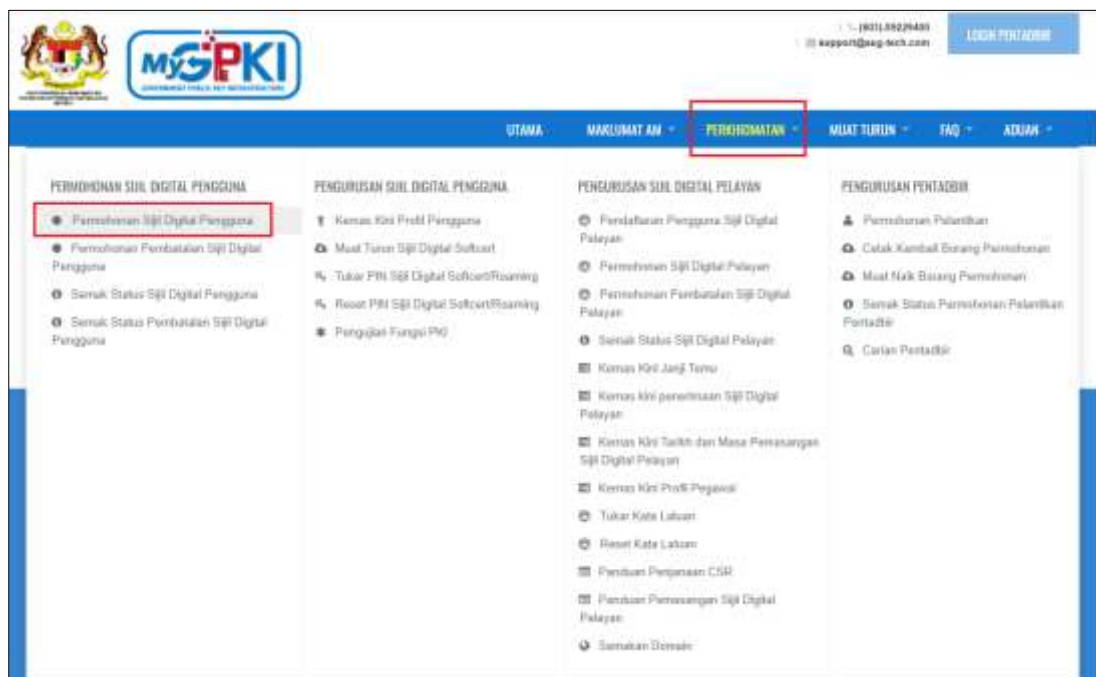 MyGPKI
GOVERNMENT PUBLIC KEY INFRASTRUCTURE
support@aug-tech.com
LOGIN PENTADBIR
UTAMA
MAKLUMAT AM
PERKHIDMATAN
MUAT TURUN
FAQ
ADUAN
PERMOHONAN SIJIL DIGITAL PENGGUNA
Permohonan Sijil Digital Pengguna
Permohonan Pembatalan Sijil Digital
Pengguna
Semak Status Sijil Digital Pengguna
Semak Status Pembatalan Sijil Digital
Pengguna
PENGURUSAN SIJIL DIGITAL PENGGUNA
Kemas Kini Profil Pengguna
Muat Turun Sijil Digital Softcert
Tukar PIN Sijil Digital Softcert/Roaming
Reset PIN Sijil Digital Softcert/Roaming
Pengujian Fungsi PKI
PENGURUSAN SIJIL DIGITAL PELAYAN
Pendaftaran Pengguna Sijil Digital
Pelayan
Permohonan Sijil Digital Pelayan
Permohonan Pembatalan Sijil Digital
Pelayan
Semak Status Sijil Digital Pelayan
Kemas Kini Janji Temu
Kemas kini penerimaan Sijil Digital
Pelayan
Kemas Kini Tarikh dan Masa Pemasangan
Sijil Digital Pelayan
Kemas Kini Profil Pegawai
Tukar Kata Laluan
Reset Kata Laluan
Panduan Penjanaan CSR
Panduan Pemasangan Sijil Digital
Pelayan
Semakan Domain
PENGURUSAN PENTADBIR
Permohonan Pelantikan
Cetak Kembali Borang Permohonan
Muat Naik Borang Permohonan
Semak Status Permohonan Pelantikan
Pentadbir
Carian Pentadbir